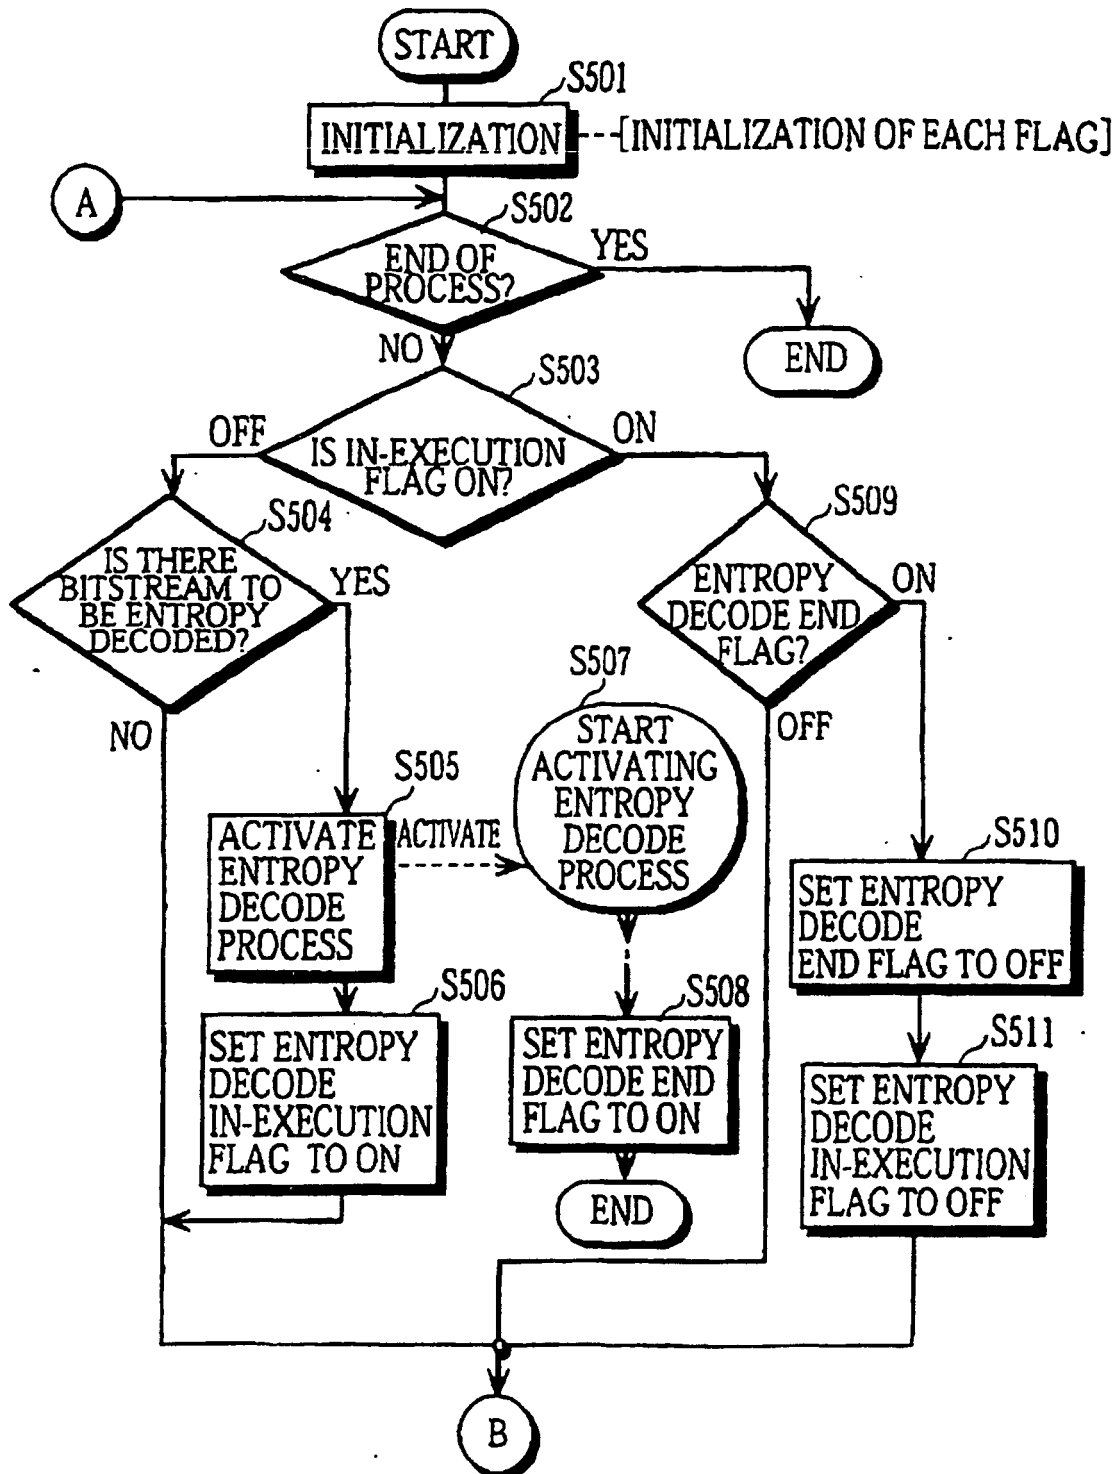 START
S501
INITIALIZATION
[INITIALIZATION OF EACH FLAG]
A
S502
END OF
PROCESS?
YES
END
NO
S503
IS IN-EXECUTION
FLAG ON?
OFF
ON
S504
IS THERE
BITSTREAM TO
BE ENTROPY
DECODED?
YES
NO
S509
ENTROPY
DECODE END
FLAG?
ON
OFF
S505
ACTIVATE
ENTROPY
DECODE
PROCESS
ACTIVATE
S507
START
ACTIVATING
ENTROPY
DECODE
PROCESS
S506
SET ENTROPY
DECODE
IN-EXECUTION
FLAG TO ON
S508
SET ENTROPY
DECODE END
FLAG TO ON
END
S510
SET ENTROPY
DECODE
END FLAG TO OFF
S511
SET ENTROPY
DECODE
IN-EXECUTION
FLAG TO OFF
B